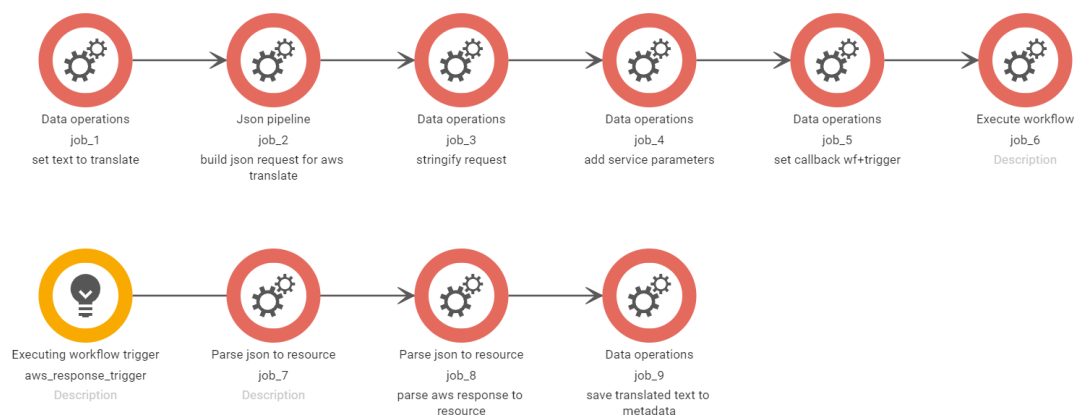 Data operations
job_1
set text to translate
Json pipeline
job_2
build json request for aws
translate
Data operations
job_3
stringify request
Data operations
job_4
add service parameters
Data operations
job_5
set callback wf+trigger
Execute workflow
job_6
Description
Executing workflow trigger
aws_response_trigger
Description
Parse json to resource
job_7
Description
Parse json to resource
job_8
parse aws response to
resource
Data operations
job_9
save translated text to
metadata